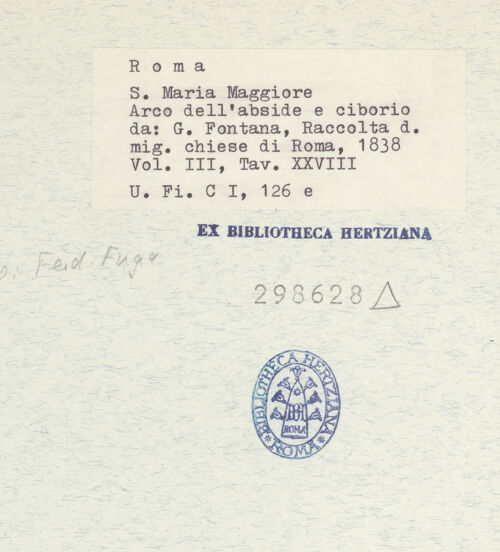 R o m a
S. Maria Maggiore
Arco dell'abside e ciborio
da: G. Fontana, Raccolta d.
mig. chiese di Roma, 1838
Vol. III, Tav. XXVIII
U. Fi. C I, 126 e
EX BIBLIOTHECA HERTZIANA
Ferd. Fuga
298628 △
BIBLIOTHECA HERTZIANA
BH
ROMA
* ROMA *